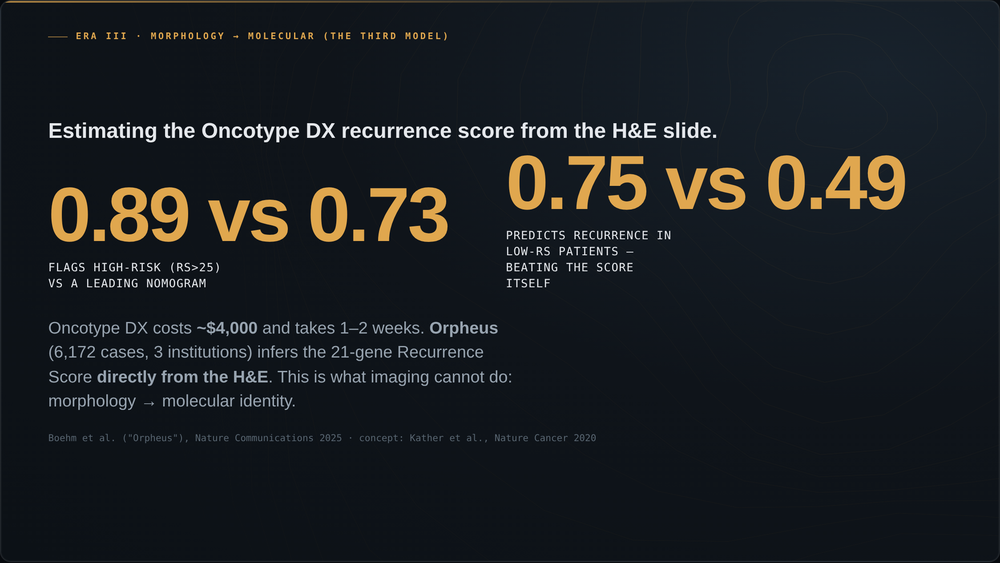 ERA III · MORPHOLOGY → MOLECULAR (THE THIRD MODEL)
Estimating the Oncotype DX recurrence score from the H&E slide.
0.89 vs 0.73
FLAGS HIGH-RISK (RS>25)
VS A LEADING NOMOGRAM
0.75 vs 0.49
PREDICTS RECURRENCE IN
LOW-RS PATIENTS —
BEATING THE SCORE
ITSELF
Oncotype DX costs ~$4,000 and takes 1–2 weeks. Orpheus
(6,172 cases, 3 institutions) infers the 21-gene Recurrence
Score directly from the H&E. This is what imaging cannot do:
morphology → molecular identity.
Boehm et al. ("Orpheus"), Nature Communications 2025 · concept: Kather et al., Nature Cancer 2020